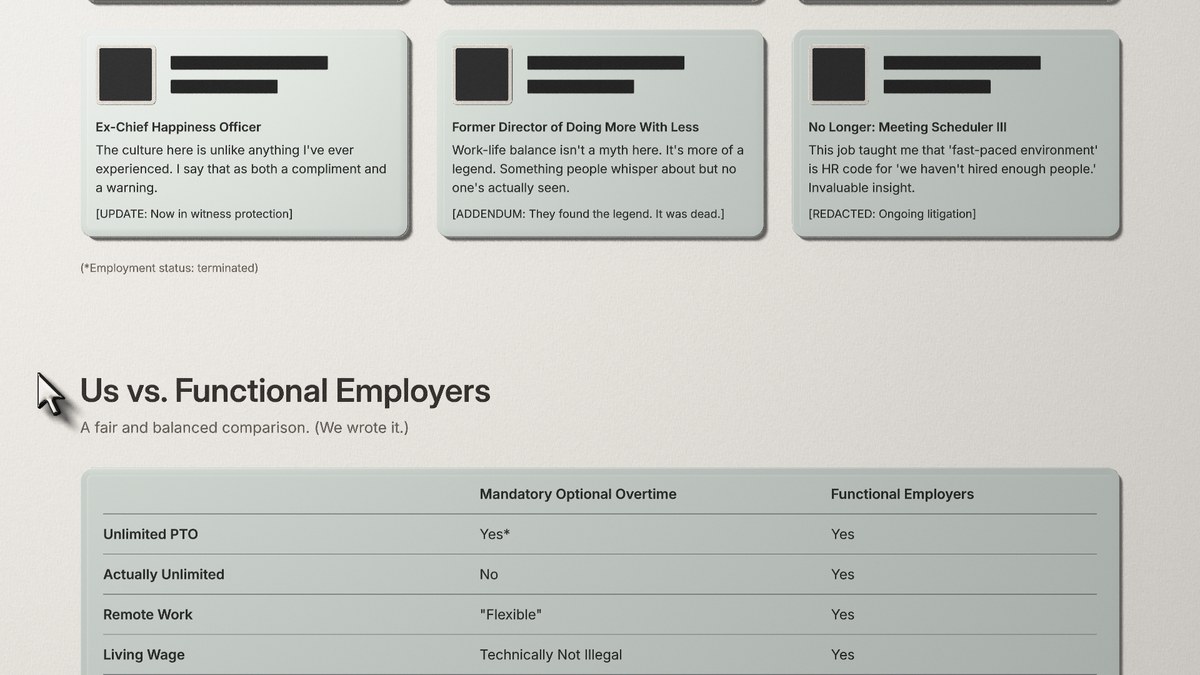 Ex-Chief Happiness Officer
The culture here is unlike anything I've ever
experienced. I say that as both a compliment and
a warning.
[UPDATE: Now in witness protection]
Former Director of Doing More With Less
Work-life balance isn't a myth here. It's more of a
legend. Something people whisper about but no
one's actually seen.
[ADDENDUM: They found the legend. It was dead.]
No Longer: Meeting Scheduler III
This job taught me that 'fast-paced environment'
is HR code for 'we haven't hired enough people.'
Invaluable insight.
[REDACTED: Ongoing litigation]
(*Employment status: terminated)
Us vs. Functional Employers
A fair and balanced comparison. (We wrote it.)
Mandatory Optional Overtime Functional Employers
Unlimited PTO Yes* Yes
Actually Unlimited No Yes
Remote Work "Flexible" Yes
Living Wage Technically Not Illegal Yes